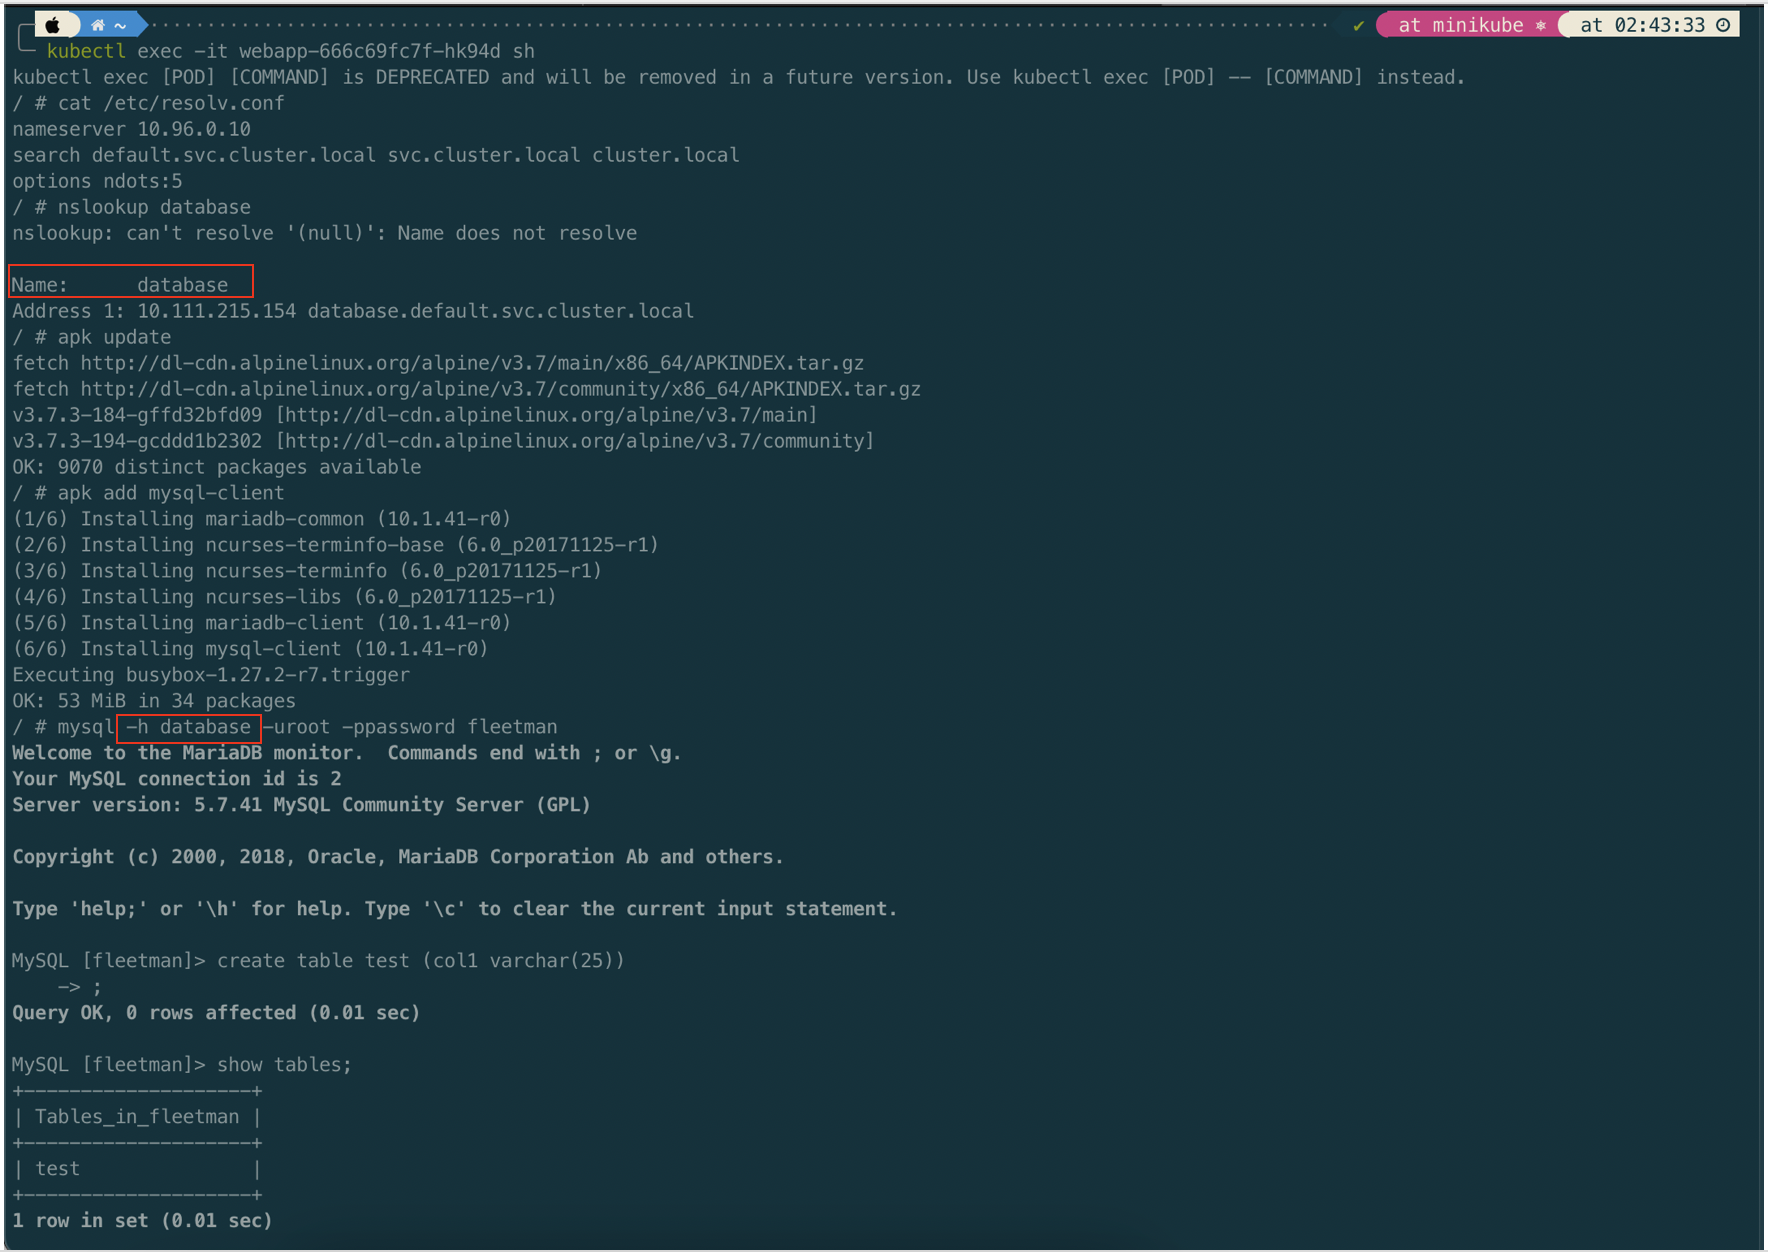 ~ ✔ at minikube ⎈ at 02:43:33
kubectl exec -it webapp-666c69fc7f-hk94d sh
kubectl exec [POD] [COMMAND] is DEPRECATED and will be removed in a future version. Use kubectl exec [POD] -- [COMMAND] instead.
/ # cat /etc/resolv.conf
nameserver 10.96.0.10
search default.svc.cluster.local svc.cluster.local cluster.local
options ndots:5
/ # nslookup database
nslookup: can't resolve '(null)': Name does not resolve
Name:      database
Address 1: 10.111.215.154 database.default.svc.cluster.local
/ # apk update
fetch http://dl-cdn.alpinelinux.org/alpine/v3.7/main/x86_64/APKINDEX.tar.gz
fetch http://dl-cdn.alpinelinux.org/alpine/v3.7/community/x86_64/APKINDEX.tar.gz
v3.7.3-184-gffd32bfd09 [http://dl-cdn.alpinelinux.org/alpine/v3.7/main]
v3.7.3-194-gcddd1b2302 [http://dl-cdn.alpinelinux.org/alpine/v3.7/community]
OK: 9070 distinct packages available
/ # apk add mysql-client
(1/6) Installing mariadb-common (10.1.41-r0)
(2/6) Installing ncurses-terminfo-base (6.0_p20171125-r1)
(3/6) Installing ncurses-terminfo (6.0_p20171125-r1)
(4/6) Installing ncurses-libs (6.0_p20171125-r1)
(5/6) Installing mariadb-client (10.1.41-r0)
(6/6) Installing mysql-client (10.1.41-r0)
Executing busybox-1.27.2-r7.trigger
OK: 53 MiB in 34 packages
/ # mysql -h database -uroot -ppassword fleetman
Welcome to the MariaDB monitor.  Commands end with ; or \g.
Your MySQL connection id is 2
Server version: 5.7.41 MySQL Community Server (GPL)
Copyright (c) 2000, 2018, Oracle, MariaDB Corporation Ab and others.
Type 'help;' or '\h' for help. Type '\c' to clear the current input statement.
MySQL [fleetman]> create table test (col1 varchar(25))
    -> ;
Query OK, 0 rows affected (0.01 sec)
MySQL [fleetman]> show tables;
+--------------------+
| Tables_in_fleetman |
+--------------------+
| test               |
+--------------------+
1 row in set (0.01 sec)